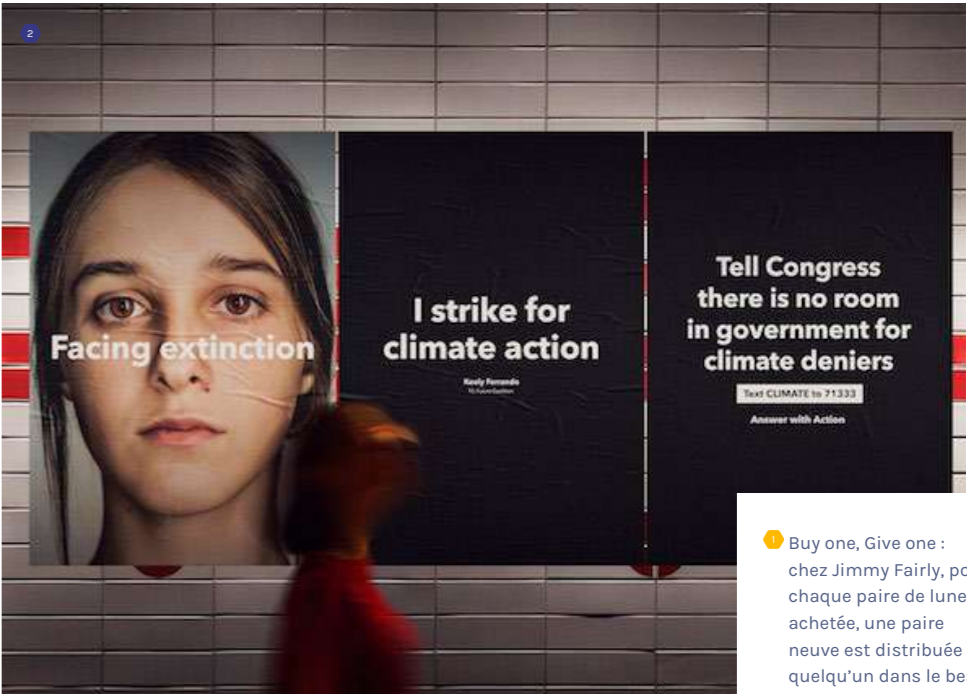 2
Facing extinction
I strike for
climate action
Keely Ferrando
Tell Congress
there is no room
in government for
climate deniers
Text CLIMATE to 71333
Answer with Action
1
Buy one, Give one :
chez Jimmy Fairly, po
chaque paire de lune
achetée, une paire
neuve est distribuée
quelqu'un dans le be